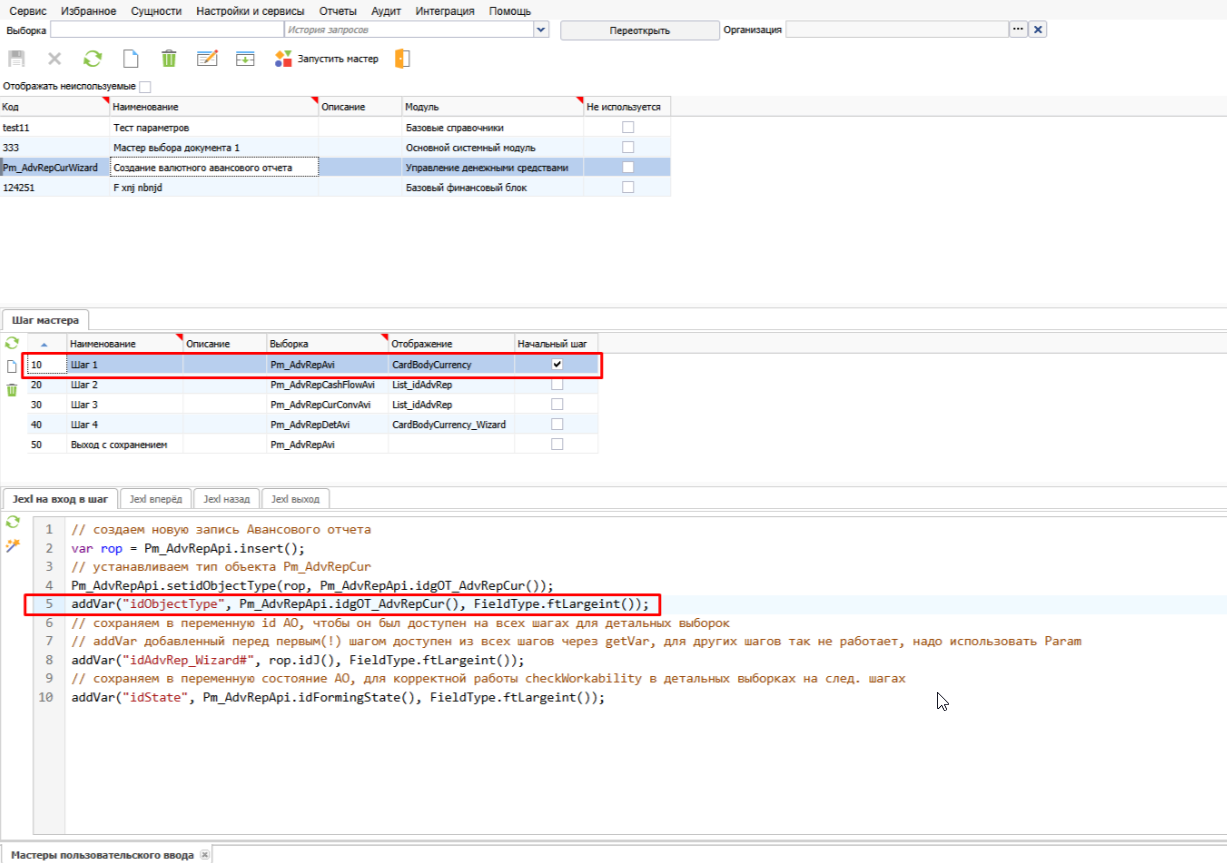 Сервис Избранное Сущности Настройки и сервисы Отчеты Аудит Интеграция Помощь
Выборка История запросов Переоткрыть Организация
Запустить мастер
Отображать неиспользуемые
Код Наименование Описание Модуль Не используется
test11 Тест параметров Базовые справочники
333 Мастер выбора документа 1 Основной системный модуль
Pm_AdvRepCurWizard Создание валютного авансового отчета Управление денежными средствами
124251 F xnj nbnjd Базовый финансовый блок
Шаг мастера
Наименование Описание Выборка Отображение Начальный шаг
10 Шаг 1 Pm_AdvRepAvi CardBodyCurrency
20 Шаг 2 Pm_AdvRepCashFlowAvi List_idAdvRep
30 Шаг 3 Pm_AdvRepCurConvAvi List_idAdvRep
40 Шаг 4 Pm_AdvRepDetAvi CardBodyCurrency_Wizard
50 Выход с сохранением Pm_AdvRepAvi
Jexl на вход в шаг Jexl вперёд Jexl назад Jexl выход
1 // создаем новую запись Авансового отчета
2 var rop = Pm_AdvRepApi.insert();
3 // устанавливаем тип объекта Pm_AdvRepCur
4 Pm_AdvRepApi.setidObjectType(rop, Pm_AdvRepApi.idgOT_AdvRepCur());
5 addVar("idObjectType", Pm_AdvRepApi.idgOT_AdvRepCur(), FieldType.ftLargeint());
6 // сохраняем в переменную id АО, чтобы он был доступен на всех шагах для детальных выборок
7 // addVar добавленный перед первым(!) шагом доступен из всех шагов через getVar, для других шагов так не работает, надо использовать Param
8 addVar("idAdvRep_Wizard#", rop.idJ(), FieldType.ftLargeint());
9 // сохраняем в переменную состояние АО, для корректной работы checkWorkability в детальных выборках на след. шагах
10 addVar("idState", Pm_AdvRepApi.idFormingState(), FieldType.ftLargeint());
Мастеры пользовательского ввода